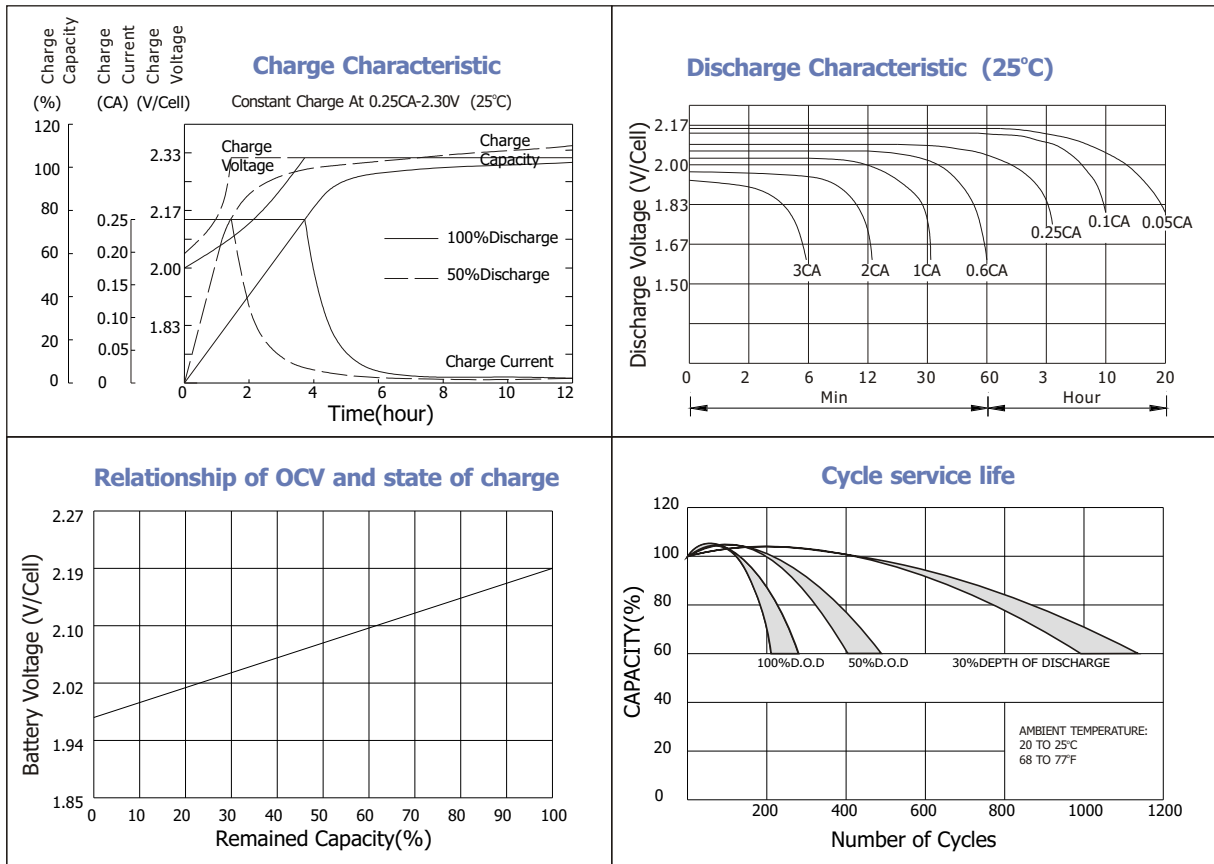 Charge Capacity
Charge Current
Charge Voltage
Charge Characteristic
(%)
(CA)
(V/Cell)
Constant Charge At 0.25CA-2.30V (25°C)
120
100
80
60
40
20
0
0.25
0.20
0.15
0.10
0.05
0
2.33
2.17
2.00
1.83
Charge Voltage
Charge Capacity
100%Discharge
50%Discharge
Charge Current
0 2 4 6 8 10 12
Time(hour)
Discharge Characteristic (25°C)
Discharge Voltage (V/Cell)
2.17
2.00
1.83
1.67
1.50
3CA
2CA
1CA
0.6CA
0.25CA
0.1CA
0.05CA
0 2 6 12 30 60 3 10 20
Min
Hour
Relationship of OCV and state of charge
Battery Voltage (V/Cell)
2.27
2.19
2.10
2.02
1.94
1.85
0 10 20 30 40 50 60 70 80 90 100
Remained Capacity(%)
Cycle service life
CAPACITY(%)
120
100
80
60
40
20
0
100%D.O.D
50%D.O.D
30%DEPTH OF DISCHARGE
AMBIENT TEMPERATURE:
20 TO 25°C
68 TO 77°F
200 400 600 800 1000 1200
Number of Cycles